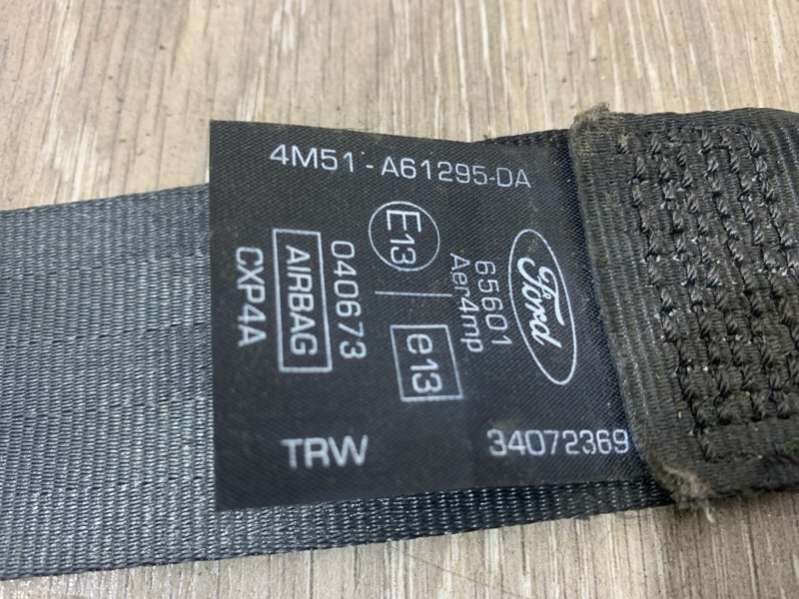 4M51-A61295-DA
E13
e13
Ford
65601
Aer4mp
040673
AIRBAG
CXP4A
TRW
34072369